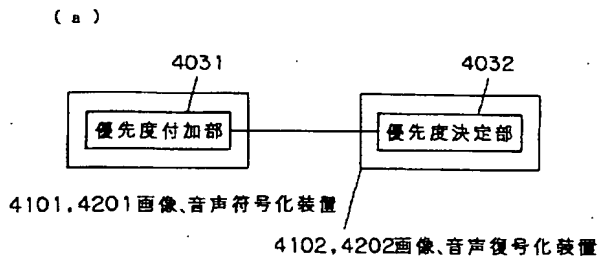 (a)
4031 4032
優先度付加部 優先度決定部
4101,4201画像、音声符号化装置
4102,4202画像、音声復号化装置